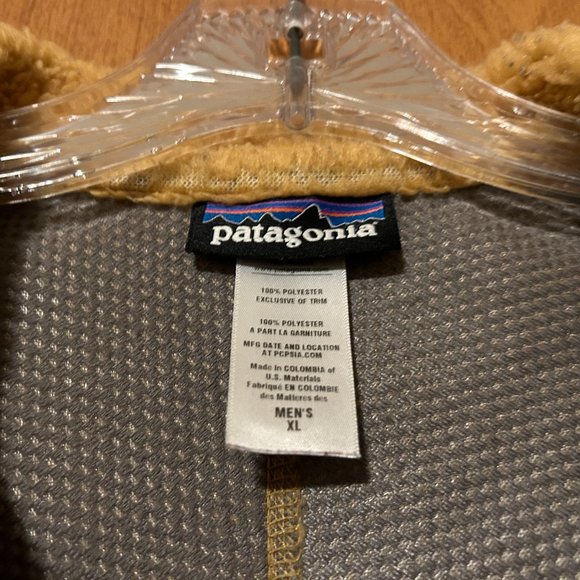 patagonia
100% POLYESTER
EXCLUSIVE OF TRIM
100% POLYESTER
A PART LA GARNITURE
MFG DATE AND LOCATION
AT PCPSIA.COM
Made in COLOMBIA of
U.S. Materials
Fabriqué EN COLOMBIE
des Matieres des
MEN'S
XL